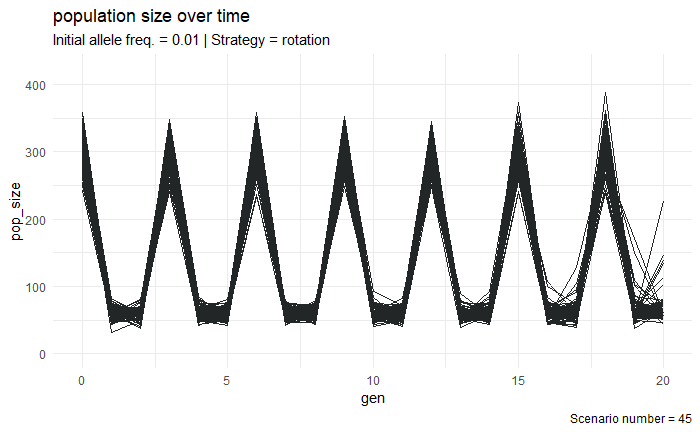 population size over time
Initial allele freq. = 0.01 | Strategy = rotation
400
300
200
100
0
pop_size
0 5 10 15 20
gen
Scenario number = 45